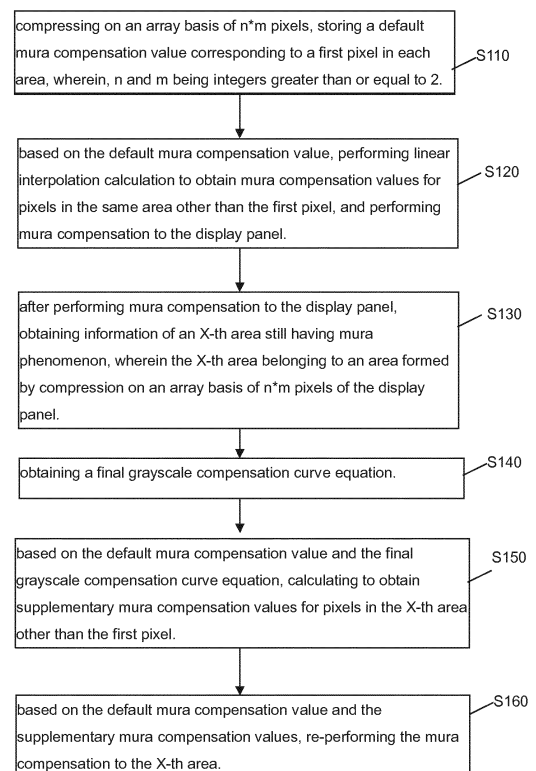 compressing on an array basis of n*m pixels, storing a default
mura compensation value corresponding to a first pixel in each
area, wherein, n and m being integers greater than or equal to 2.
S110
based on the default mura compensation value, performing linear
interpolation calculation to obtain mura compensation values for
pixels in the same area other than the first pixel, and performing
mura compensation to the display panel.
S120
after performing mura compensation to the display panel,
obtaining information of an X-th area still having mura
phenomenon, wherein the X-th area belonging to an area formed
by compression on an array basis of n*m pixels of the display
panel.
S130
obtaining a final grayscale compensation curve equation.
S140
based on the default mura compensation value and the final
grayscale compensation curve equation, calculating to obtain
supplementary mura compensation values for pixels in the X-th area
other than the first pixel.
S150
based on the default mura compensation value and the
supplementary mura compensation values, re-performing the mura
compensation to the X-th area.
S160